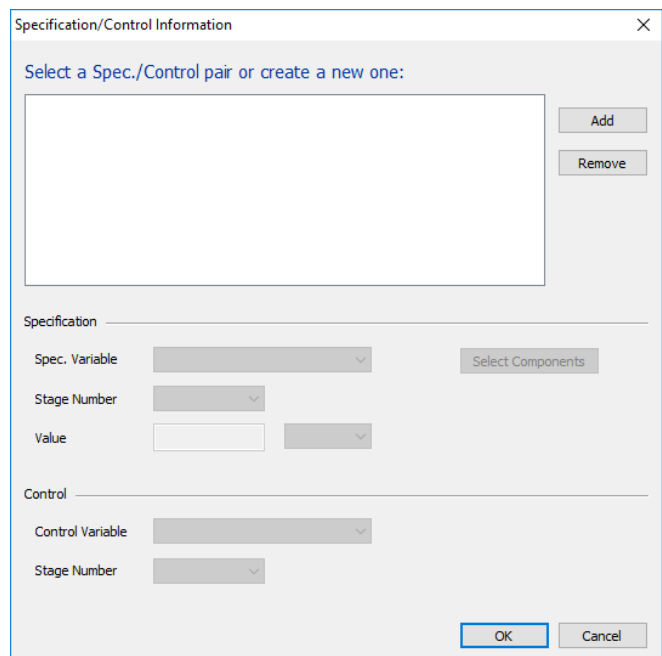 Specification/Control Information
Select a Spec./Control pair or create a new one:
Add
Remove
Specification
Spec. Variable
Select Components
Stage Number
Value
Control
Control Variable
Stage Number
OK
Cancel